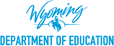 Wyoming
DEPARTMENT OF EDUCATION